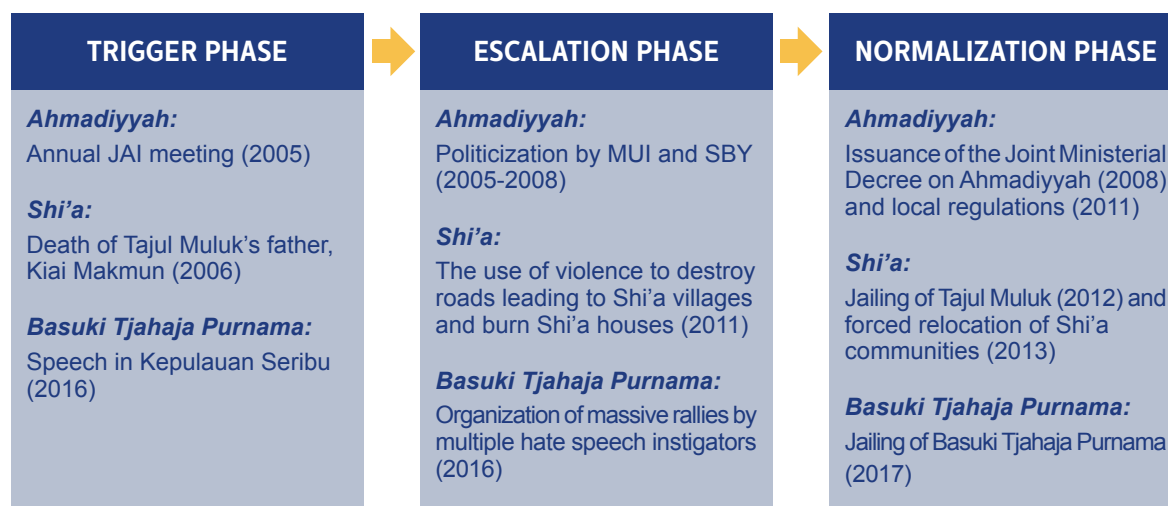 TRIGGER PHASE
Ahmadiyyah:
Annual JAI meeting (2005)
Shi’a:
Death of Tajul Muluk’s father,
Kiai Makmun (2006)
Basuki Tjahaja Purnama:
Speech in Kepulauan Seribu
(2016)
ESCALATION PHASE
Ahmadiyyah:
Politicization by MUI and SBY
(2005-2008)
Shi’a:
The use of violence to destroy
roads leading to Shi’a villages
and burn Shi’a houses (2011)
Basuki Tjahaja Purnama:
Organization of massive rallies by
multiple hate speech instigators
(2016)
NORMALIZATION PHASE
Ahmadiyyah:
Issuance of the Joint Ministerial
Decree on Ahmadiyyah (2008)
and local regulations (2011)
Shi’a:
Jailing of Tajul Muluk (2012) and
forced relocation of Shi’a
communities (2013)
Basuki Tjahaja Purnama:
Jailing of Basuki Tjahaja Purnama
(2017)